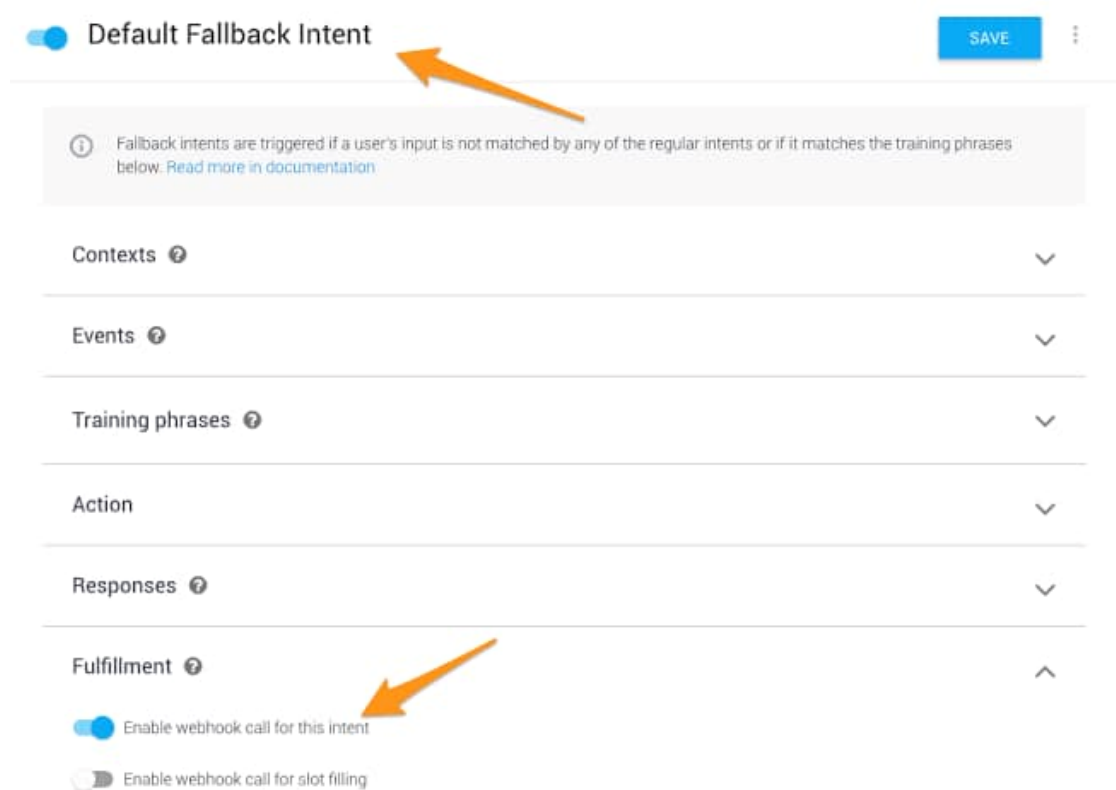 Default Fallback Intent
SAVE
Fallback intents are triggered if a user's input is not matched by any of the regular intents or if it matches the training phrases
below. Read more in documentation
Contexts
Events
Training phrases
Action
Responses
Fulfillment
Enable webhook call for this intent
Enable webhook call for slot filling